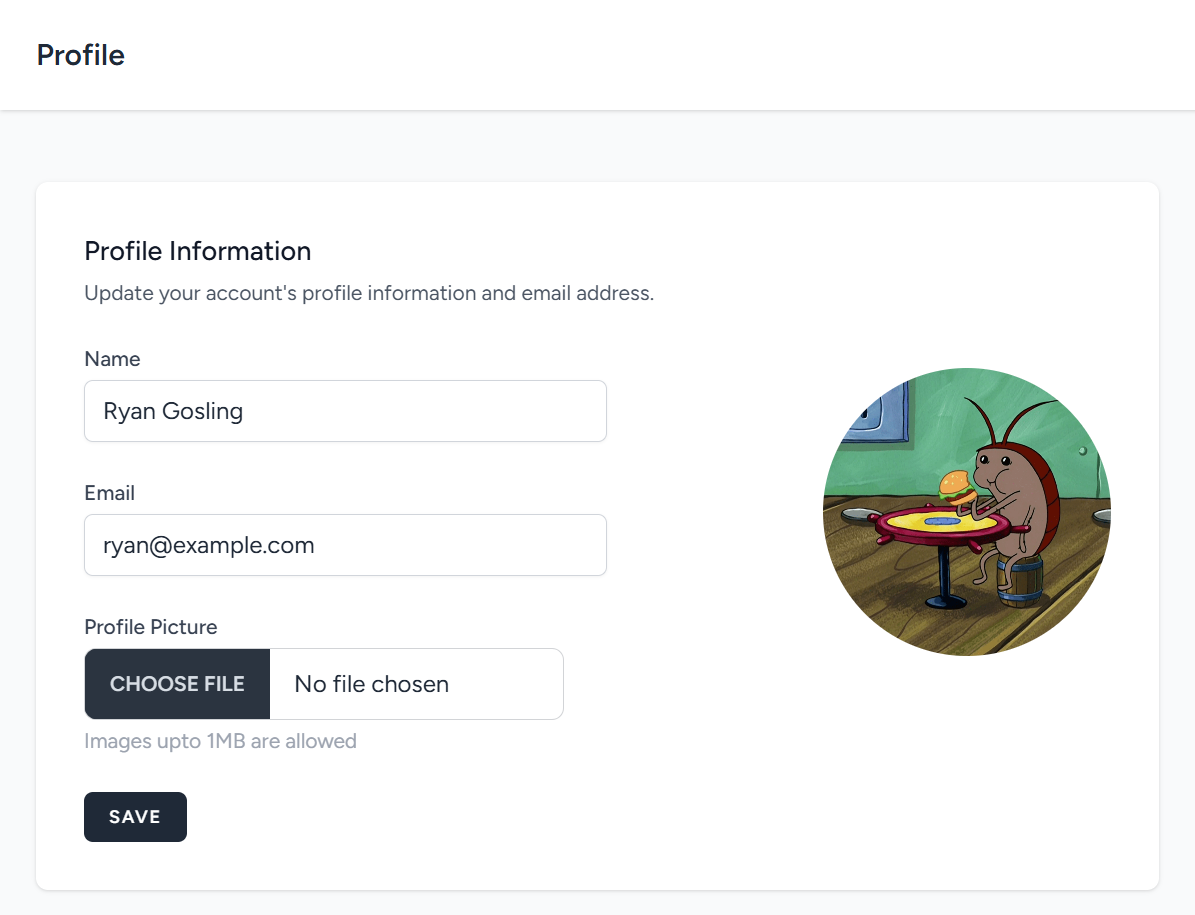 Profile
Profile Information
Update your account's profile information and email address.
Name
Ryan Gosling
Email
ryan@example.com
Profile Picture
CHOOSE FILE No file chosen
Images upto 1MB are allowed
SAVE